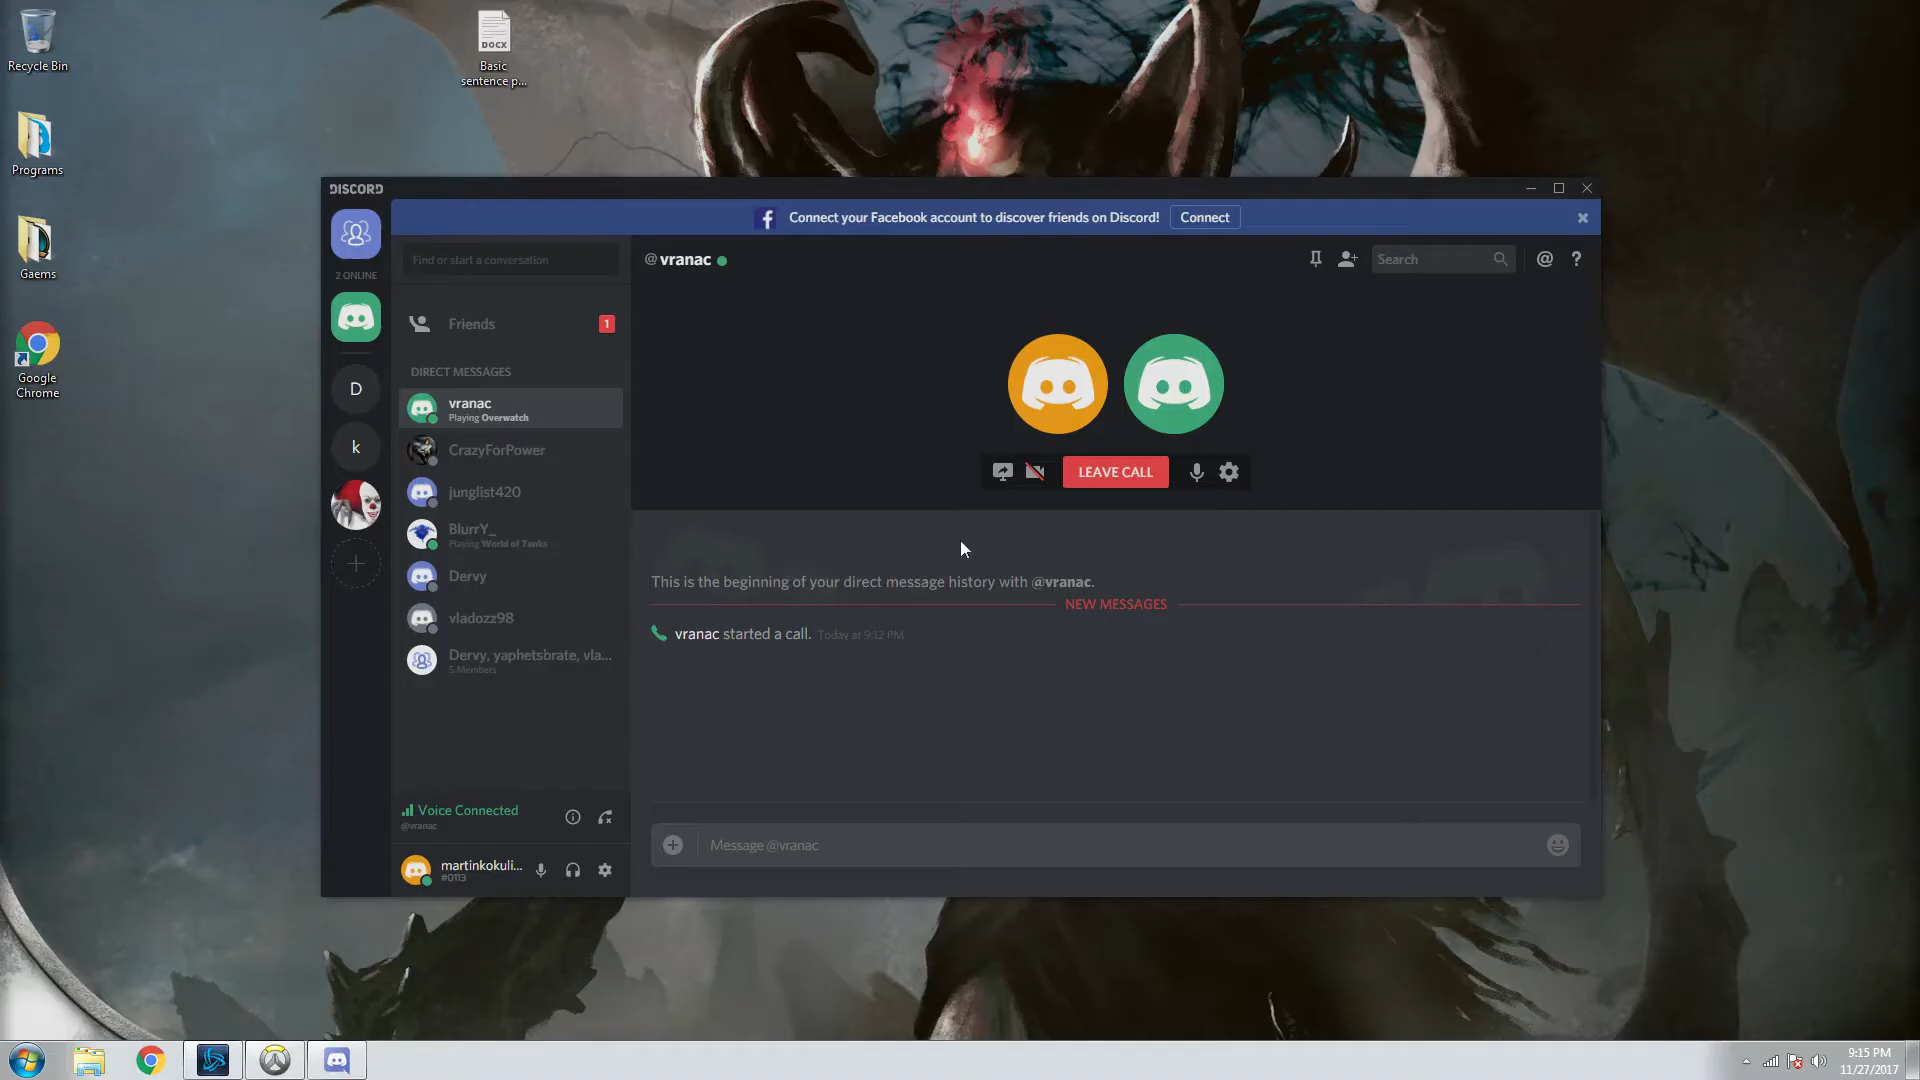 Recycle Bin
DOCX
Basic
sentence p...
Programs
Gaems
Google
Chrome
DISCORD
Connect your Facebook account to discover friends on Discord!
Connect
2 ONLINE
D
k
Find or start a conversation
Friends
1
DIRECT MESSAGES
vranac
Playing Overwatch
CrazyForPower
junglist420
BlurrY_
Playing World of Tanks
Dervy
vladozz98
Dervy, yaphetsbrate, vla...
5 Members
Voice Connected
@vranac
martinkokuli...
#0113
@vranac
Search
LEAVE CALL
This is the beginning of your direct message history with @vranac.
NEW MESSAGES
vranac started a call. Today at 9:12 PM
Message @vranac
9:15 PM
11/27/2017